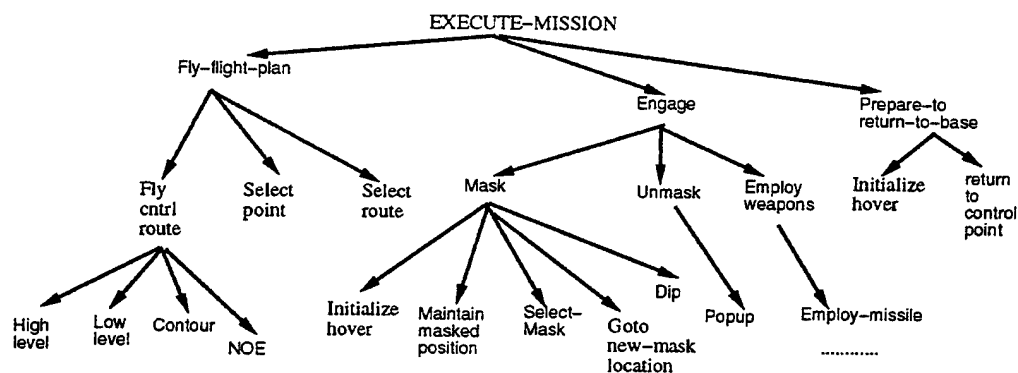 EXECUTE–MISSION
Fly–flight–plan
Engage
Prepare–to
return–to–base
Fly
cntrl
route
Select
point
Select
route
Mask
Unmask
Employ
weapons
Initialize
hover
return
to
control
point
High
level
Low
level
Contour
NOE
Initialize
hover
Maintain
masked
position
Select–
Mask
Goto
new–mask
location
Dip
Popup
Employ–missile
............